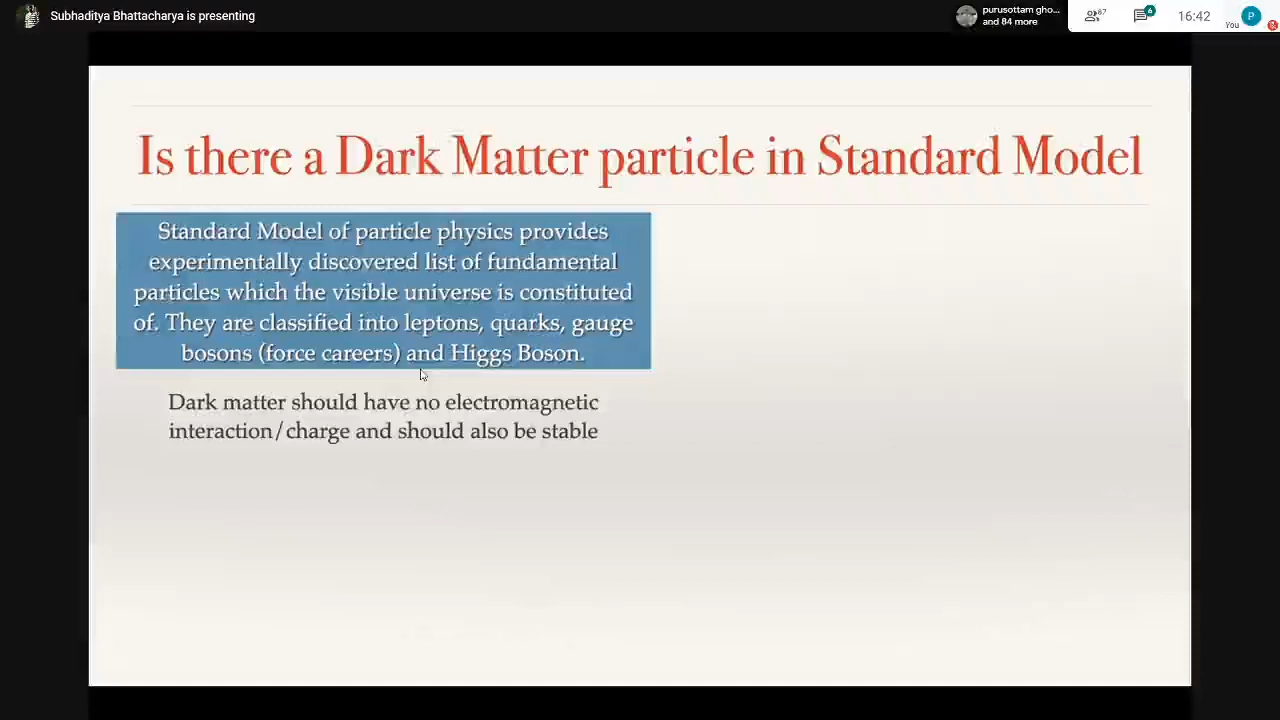 Subhaditya Bhattacharya is presenting
purusottam gho...
and 84 more
87
6
16:42
You
P
Is there a Dark Matter particle in Standard Model
Standard Model of particle physics provides
experimentally discovered list of fundamental
particles which the visible universe is constituted
of. They are classified into leptons, quarks, gauge
bosons (force careers) and Higgs Boson.
Dark matter should have no electromagnetic
interaction/charge and should also be stable